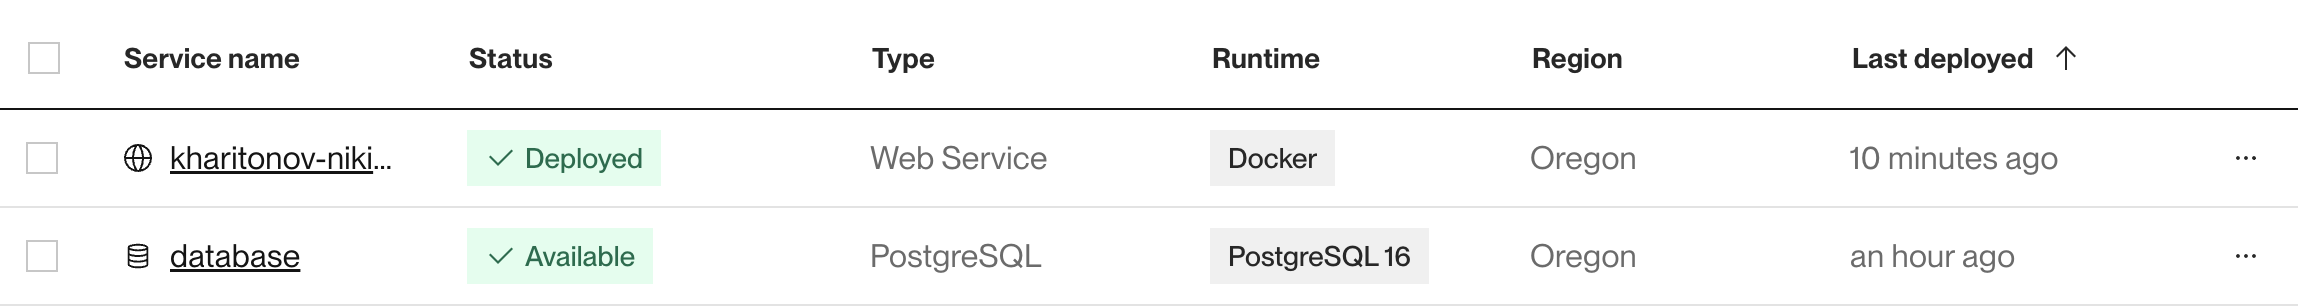 Service name Status Type Runtime Region Last deployed ↑
kharitonov-niki... Deployed Web Service Docker Oregon 10 minutes ago ...
database Available PostgreSQL PostgreSQL 16 Oregon an hour ago ...